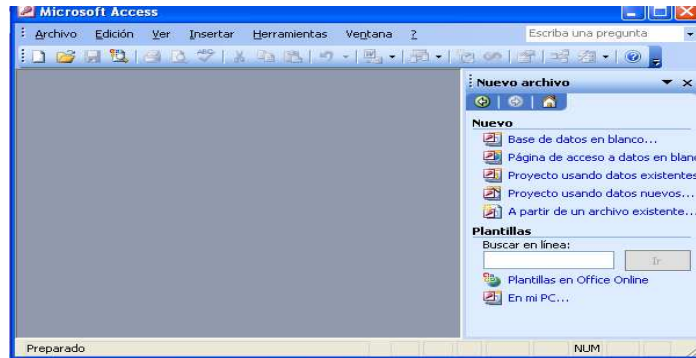 Microsoft Access
Archivo Edición Ver Insertar Herramientas Ventana ?
Escriba una pregunta
Nuevo archivo
Nuevo
Base de datos en blanco...
Página de acceso a datos en blan
Proyecto usando datos existentes
Proyecto usando datos nuevos...
A partir de un archivo existente...
Plantillas
Buscar en línea:
Ir
Plantillas en Office Online
En mi PC...
Preparado
NUM